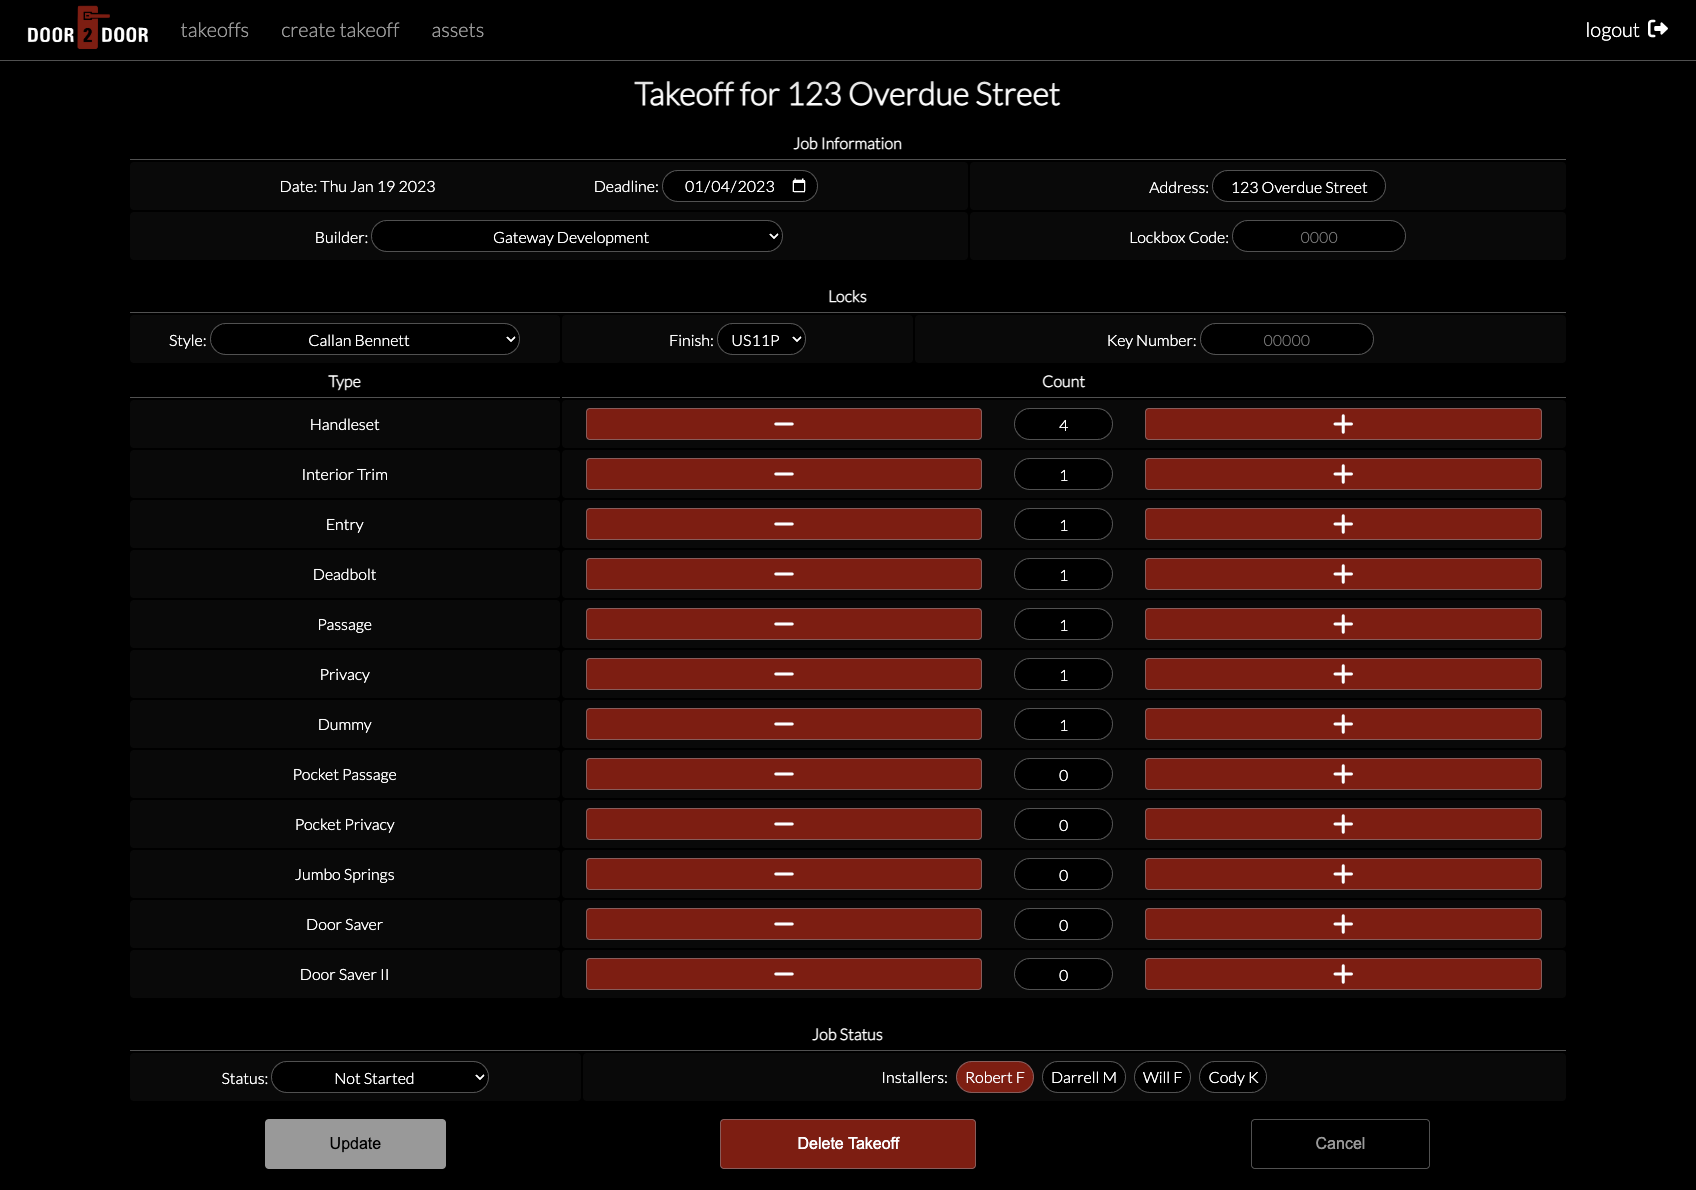 DOOR 2 DOOR takeoffs create takeoff assets logout
Takeoff for 123 Overdue Street
Job Information
Date: Thu Jan 19 2023 Deadline: 01/04/2023 Address: 123 Overdue Street
Builder: Gateway Development Lockbox Code: 0000
Locks
Style: Callan Bennett Finish: US11P Key Number: 00000
Type Count
Handleset 4
Interior Trim 1
Entry 1
Deadbolt 1
Passage 1
Privacy 1
Dummy 1
Pocket Passage 0
Pocket Privacy 0
Jumbo Springs 0
Door Saver 0
Door Saver II 0
Job Status
Status: Not Started Installers: Robert F Darrell M Will F Cody K
Update Delete Takeoff Cancel